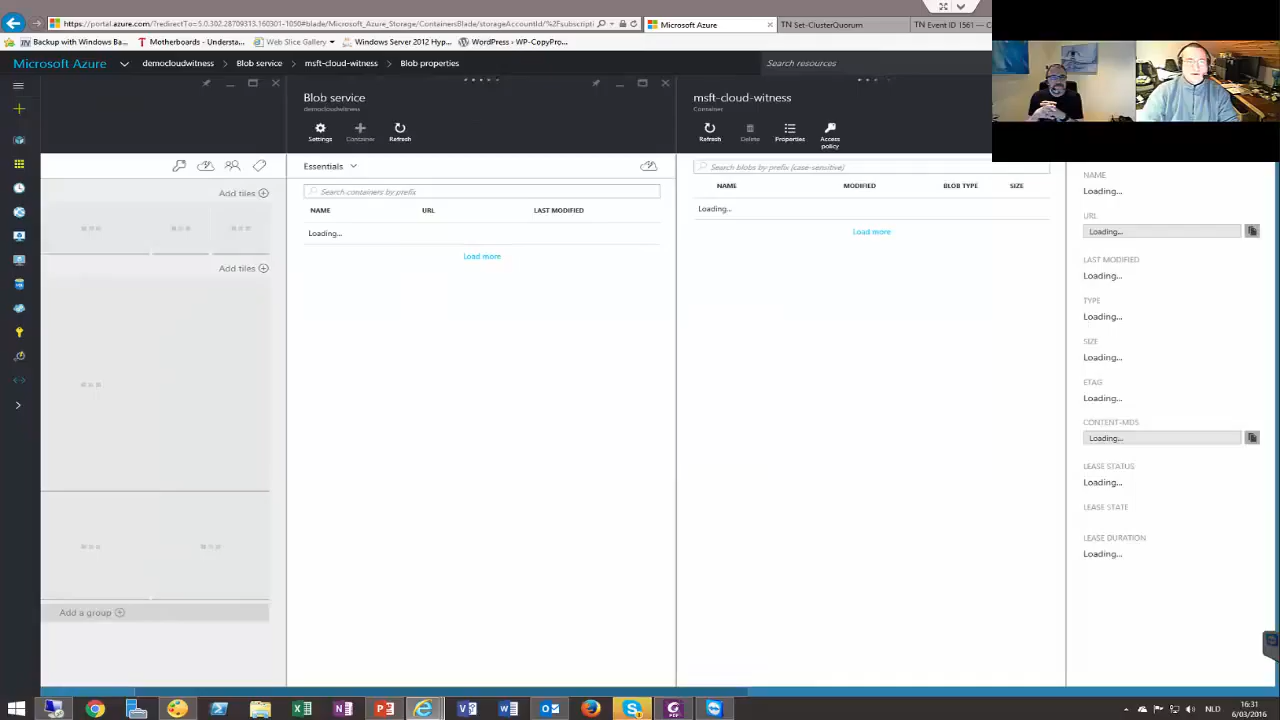 https://portal.azure.com/?redirectTo=5.0.302.28709313.160301-1050#blade/Microsoft_Azure_Storage/ContainersBlade/storageAccountId/%2Fsubscripti
Microsoft Azure
TN Set-ClusterQuorum
TN Event ID 1561 — C
Backup with Windows Ba...
Motherboards - Understa...
Web Slice Gallery
Windows Server 2012 Hyp...
WordPress › WP-CopyPro...
Microsoft Azure
democloudwitness
Blob service
msft-cloud-witness
Blob properties
Search resources
Blob service
democloudwitness
Settings
Container
Refresh
Essentials
Search containers by prefix
NAME
URL
LAST MODIFIED
Loading...
Load more
msft-cloud-witness
Container
Refresh
Delete
Properties
Access policy
Search blobs by prefix (case-sensitive)
NAME
MODIFIED
BLOB TYPE
SIZE
Loading...
Load more
Add tiles
Add tiles
Add a group
NAME
Loading...
URL
Loading...
LAST MODIFIED
Loading...
TYPE
Loading...
SIZE
Loading...
ETAG
Loading...
CONTENT-MD5
Loading...
LEASE STATUS
Loading...
LEASE STATE
LEASE DURATION
Loading...
NLD
16:31
6/03/2016